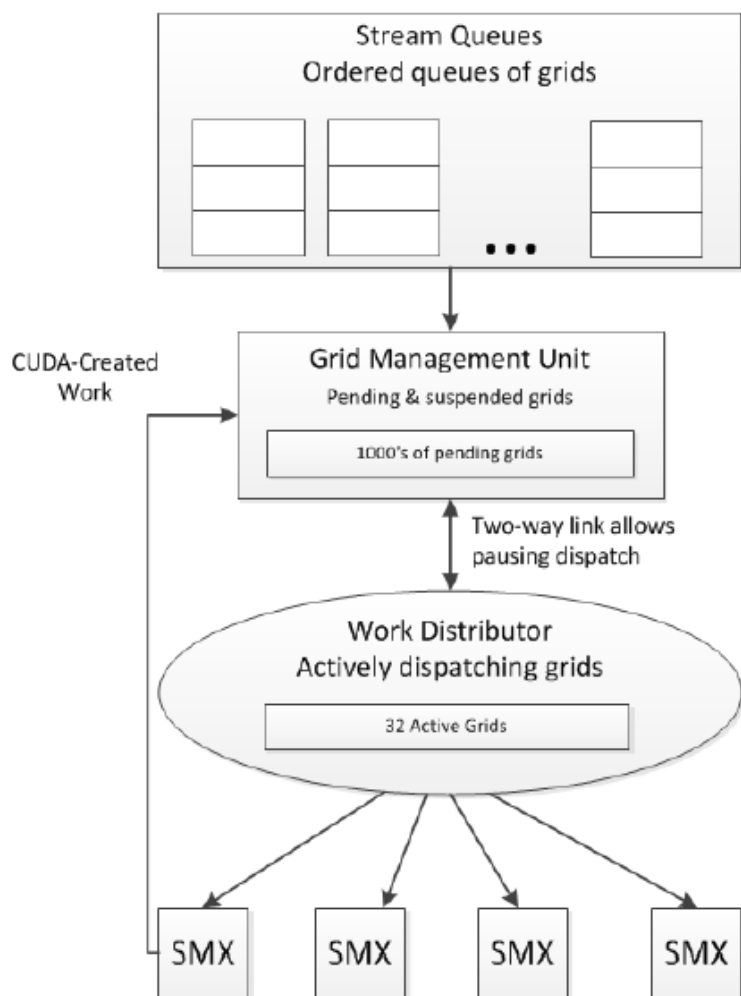 Stream Queues
Ordered queues of grids
...
CUDA-Created
Work
Grid Management Unit
Pending & suspended grids
1000's of pending grids
Two-way link allows
pausing dispatch
Work Distributor
Actively dispatching grids
32 Active Grids
SMX
SMX
SMX
SMX